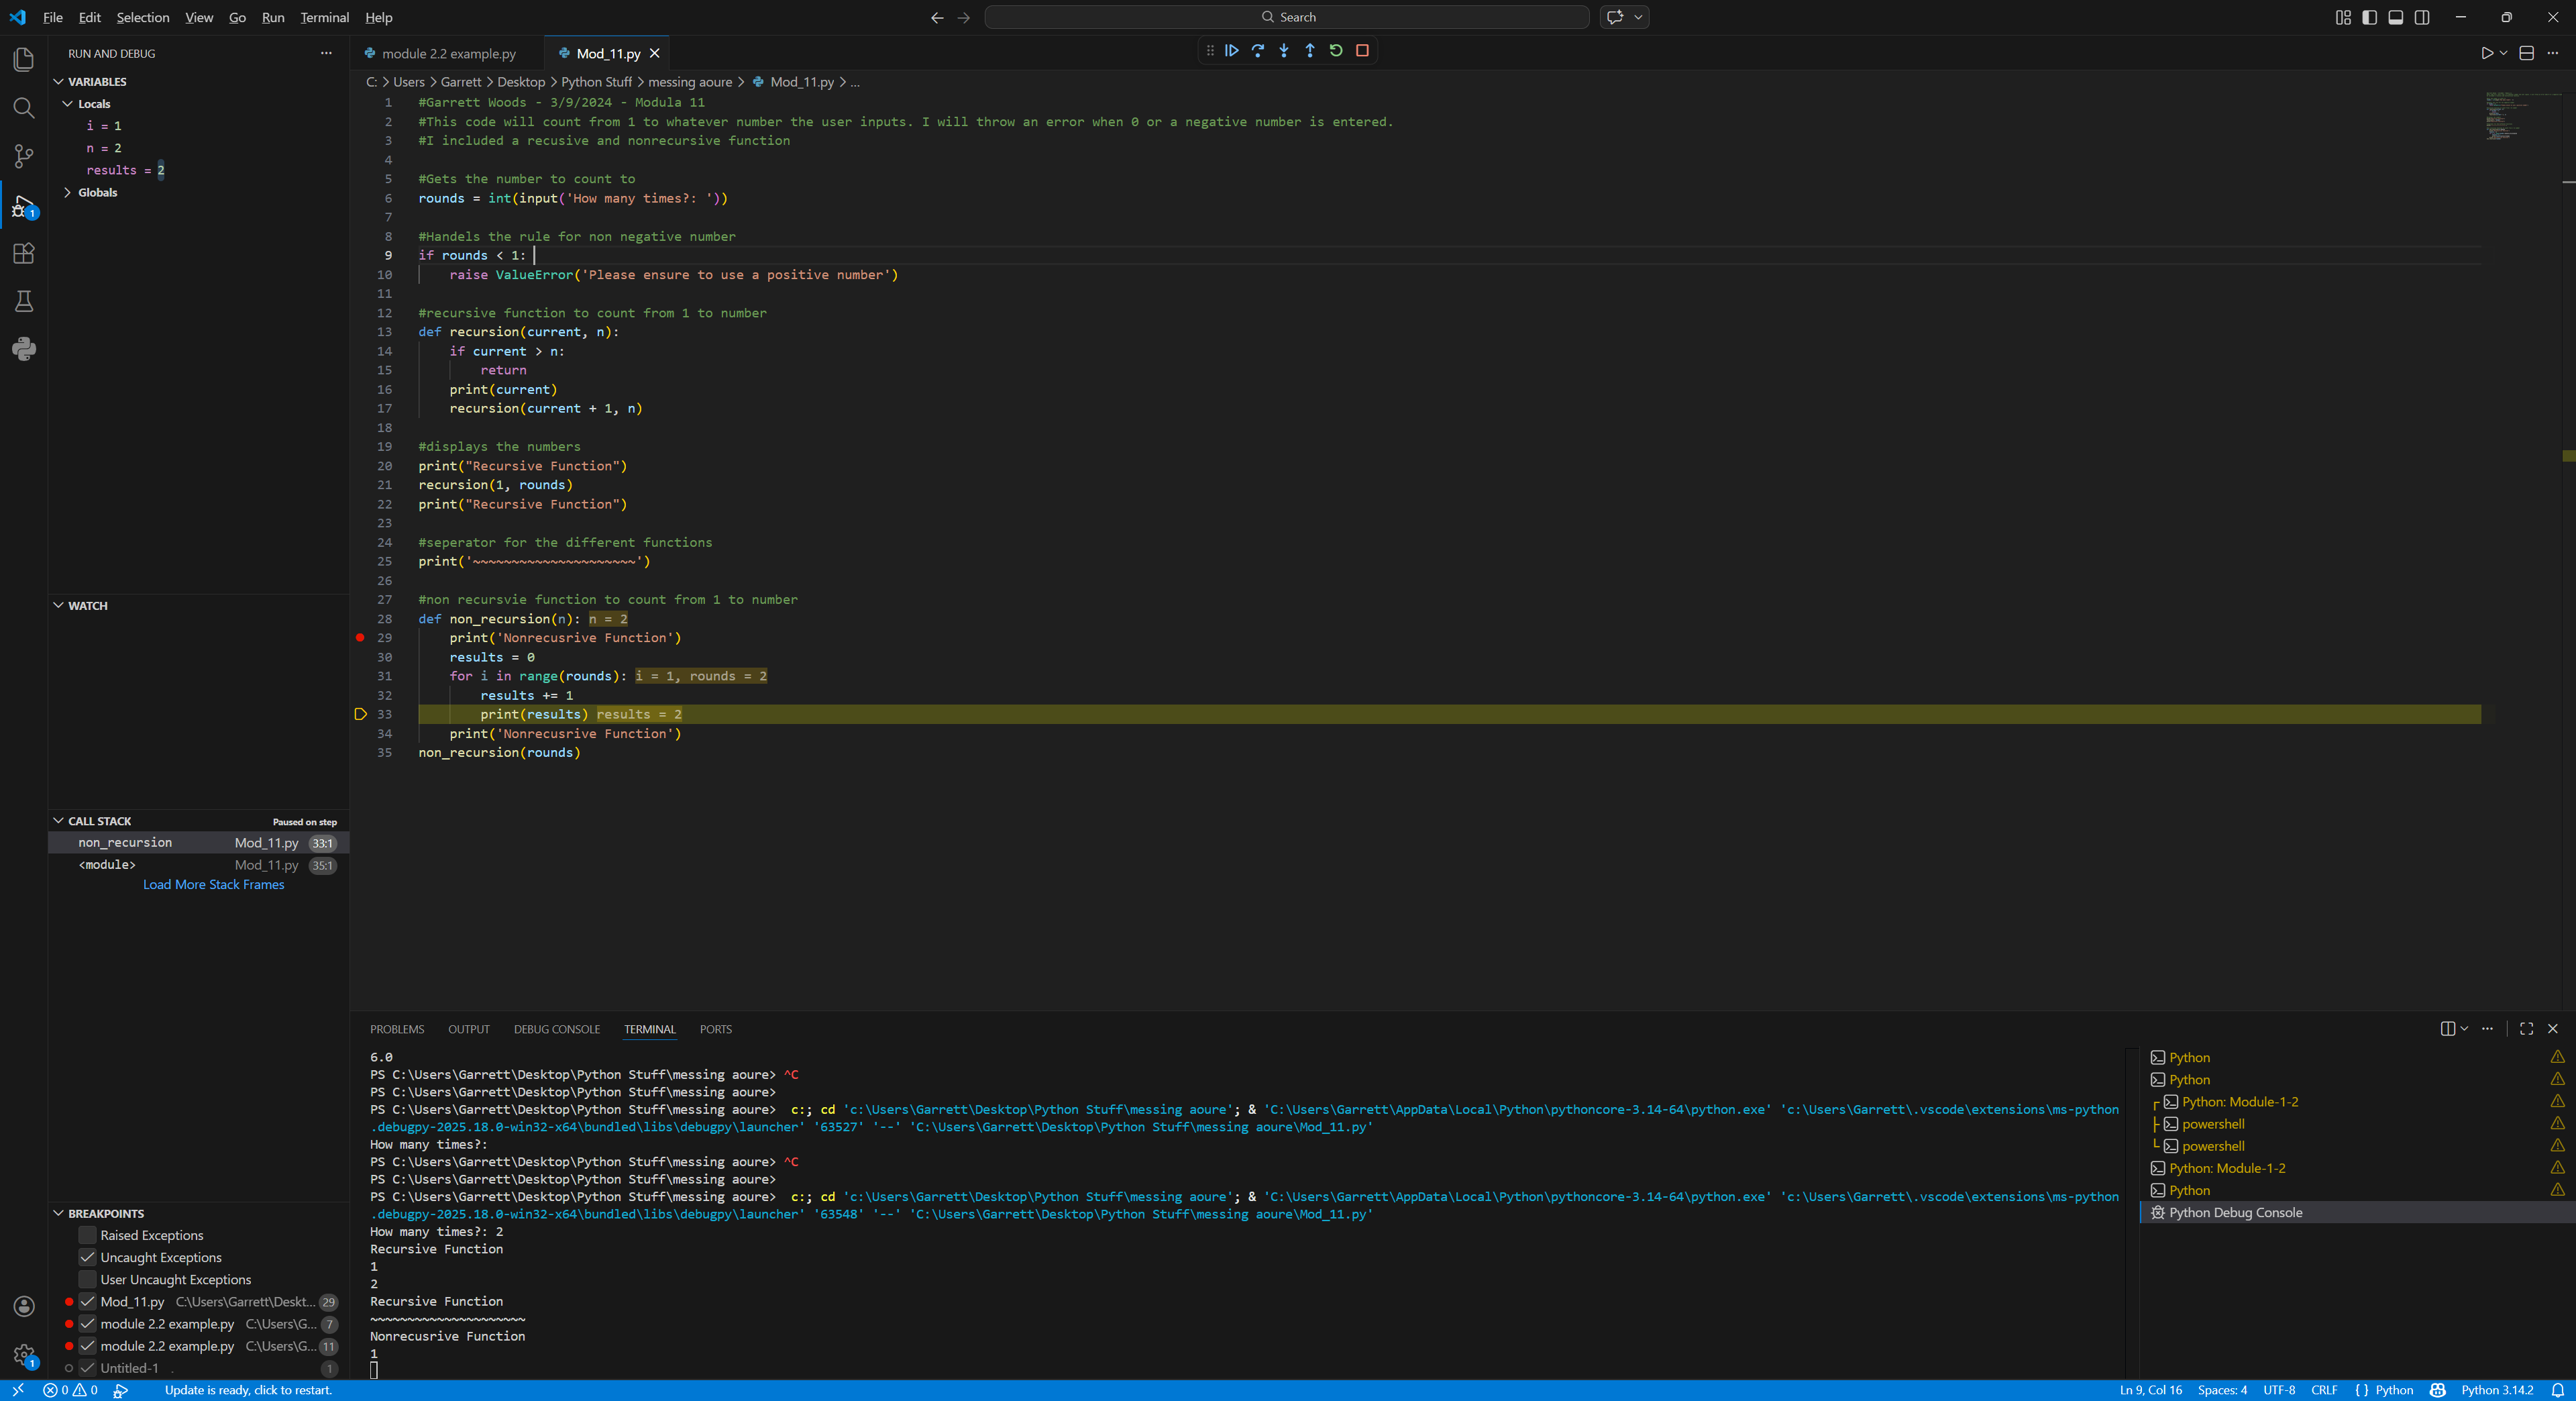 File Edit Selection View Go Run Terminal Help
Search
RUN AND DEBUG
VARIABLES
Locals
i = 1
n = 2
results = 2
Globals
WATCH
CALL STACK Paused on step
non_recursion Mod_11.py 33:1
<module> Mod_11.py 35:1
Load More Stack Frames
BREAKPOINTS
Raised Exceptions
Uncaught Exceptions
User Uncaught Exceptions
Mod_11.py C:\Users\Garrett\Deskt... 29
module 2.2 example.py C:\Users\G... 7
module 2.2 example.py C:\Users\G... 11
Untitled-1 . 1
module 2.2 example.py Mod_11.py
C: > Users > Garrett > Desktop > Python Stuff > messing aoure > Mod_11.py > ...
1 #Garrett Woods - 3/9/2024 - Modula 11
2 #This code will count from 1 to whatever number the user inputs. I will throw an error when 0 or a negative number is entered.
3 #I included a recusive and nonrecursive function
4
5 #Gets the number to count to
6 rounds = int(input('How many times?: '))
7
8 #Handels the rule for non negative number
9 if rounds < 1:
10 raise ValueError('Please ensure to use a positive number')
11
12 #recursive function to count from 1 to number
13 def recursion(current, n):
14 if current > n:
15 return
16 print(current)
17 recursion(current + 1, n)
18
19 #displays the numbers
20 print("Recursive Function")
21 recursion(1, rounds)
22 print("Recursive Function")
23
24 #seperator for the different functions
25 print('~~~~~~~~~~~~~~~~~~~~~')
26
27 #non recursvie function to count from 1 to number
28 def non_recursion(n): n = 2
29 print('Nonrecusrive Function')
30 results = 0
31 for i in range(rounds): i = 1, rounds = 2
32 results += 1
33 print(results) results = 2
34 print('Nonrecusrive Function')
35 non_recursion(rounds)
PROBLEMS OUTPUT DEBUG CONSOLE TERMINAL PORTS
6.0
PS C:\Users\Garrett\Desktop\Python Stuff\messing aoure> ^C
PS C:\Users\Garrett\Desktop\Python Stuff\messing aoure>
PS C:\Users\Garrett\Desktop\Python Stuff\messing aoure> c:; cd 'c:\Users\Garrett\Desktop\Python Stuff\messing aoure'; & 'C:\Users\Garrett\AppData\Local\Python\pythoncore-3.14-64\python.exe' 'c:\Users\Garrett\.vscode\extensions\ms-python
.debugpy-2025.18.0-win32-x64\bundled\libs\debugpy\launcher' '63527' '--' 'C:\Users\Garrett\Desktop\Python Stuff\messing aoure\Mod_11.py'
How many times?:
PS C:\Users\Garrett\Desktop\Python Stuff\messing aoure> ^C
PS C:\Users\Garrett\Desktop\Python Stuff\messing aoure>
PS C:\Users\Garrett\Desktop\Python Stuff\messing aoure> c:; cd 'c:\Users\Garrett\Desktop\Python Stuff\messing aoure'; & 'C:\Users\Garrett\AppData\Local\Python\pythoncore-3.14-64\python.exe' 'c:\Users\Garrett\.vscode\extensions\ms-python
.debugpy-2025.18.0-win32-x64\bundled\libs\debugpy\launcher' '63548' '--' 'C:\Users\Garrett\Desktop\Python Stuff\messing aoure\Mod_11.py'
How many times?: 2
Recursive Function
1
2
Recursive Function
~~~~~~~~~~~~~~~~~~~~~
Nonrecusrive Function
1
Python
Python
Python: Module-1-2
powershell
powershell
Python: Module-1-2
Python
Python Debug Console
0 0 Update is ready, click to restart. Ln 9, Col 16 Spaces: 4 UTF-8 CRLF { } Python Python 3.14.2